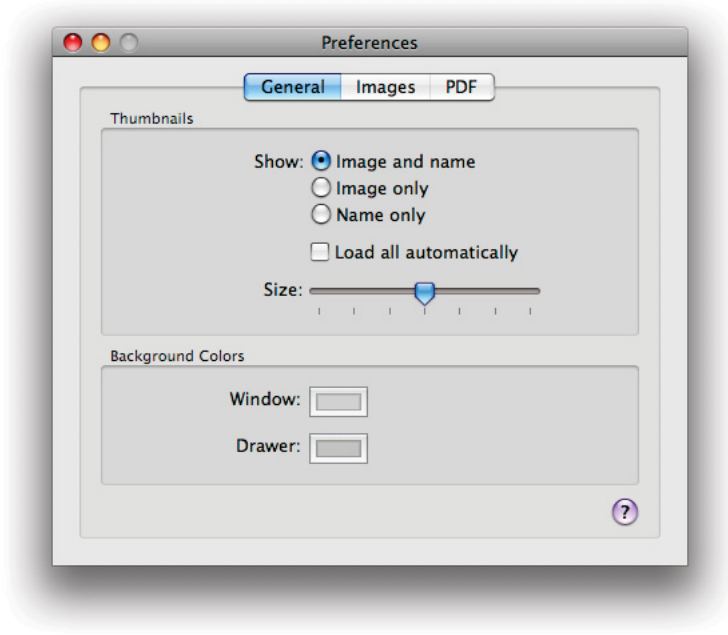 Preferences
General Images PDF
Thumbnails
Show: Image and name
Image only
Name only
Load all automatically
Size:
Background Colors
Window:
Drawer:
?